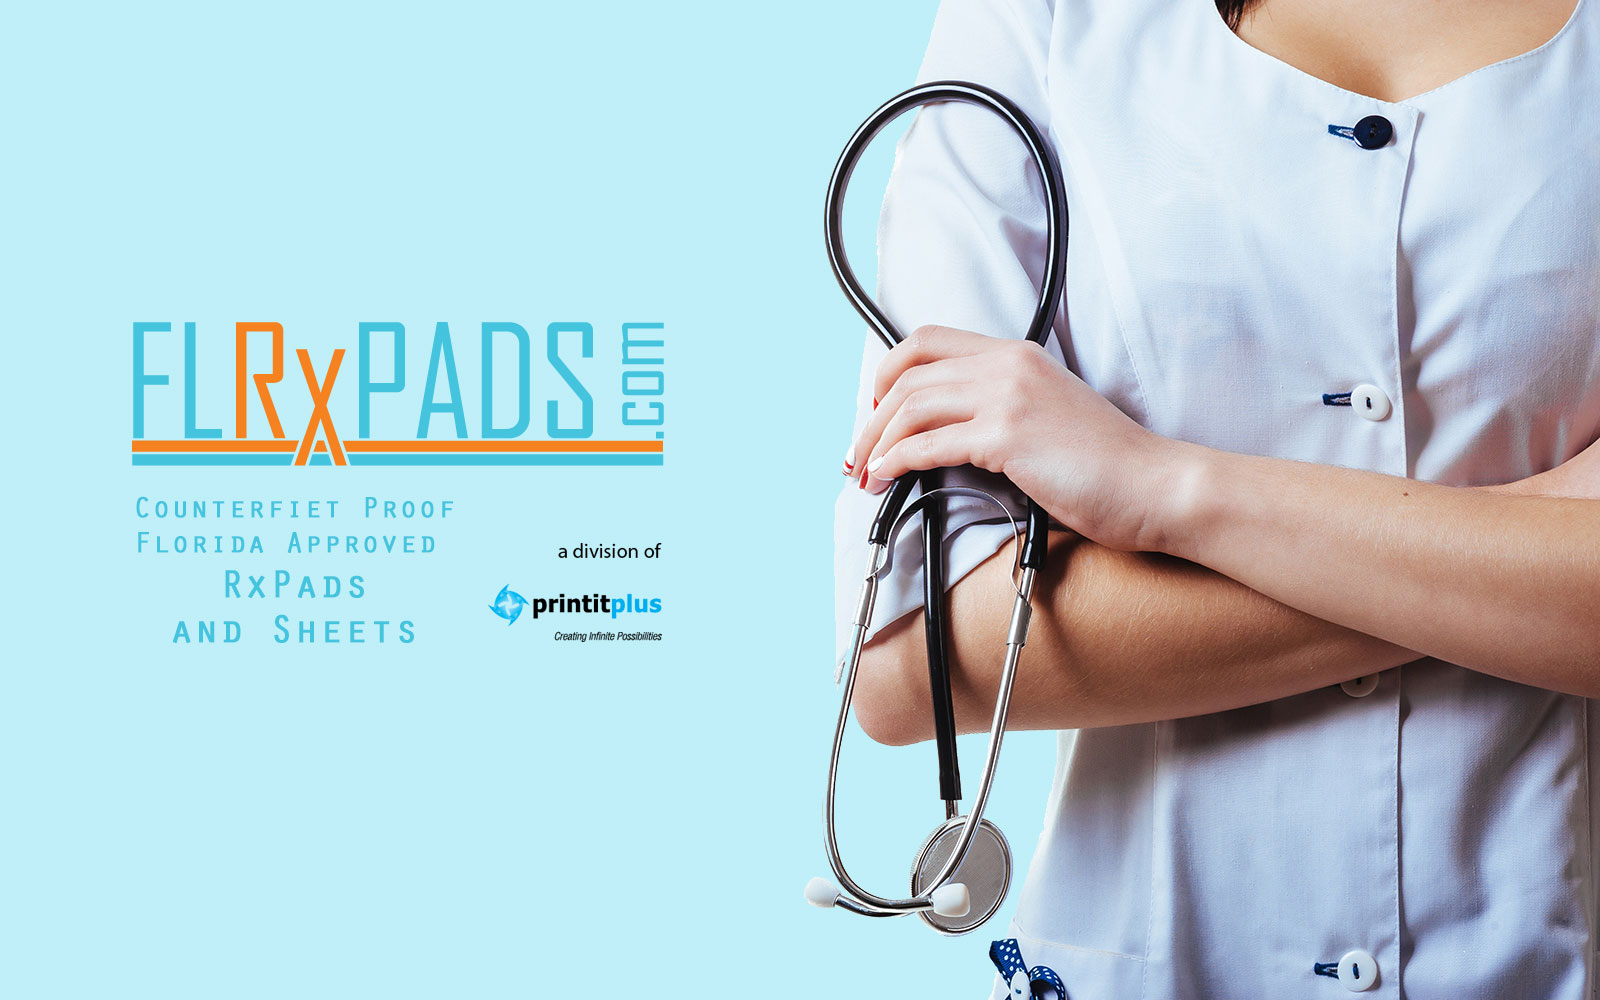 FLRxPADS.com
Counterfiet Proof
Florida Approved
RxPads
and Sheets
a division of
printitplus
Creating Infinite Possibilities